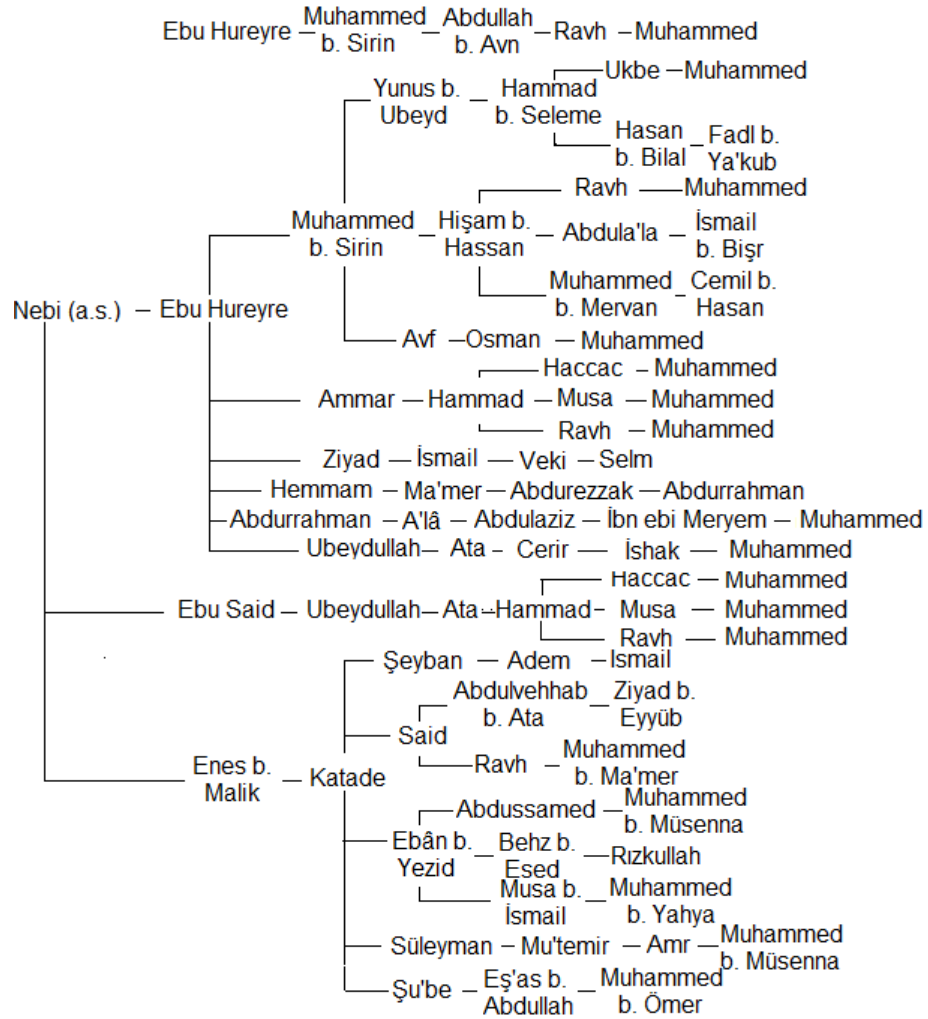 Ebu Hureyre Muhammed b. Sirin Abdullah b. Avn Ravh Muhammed
Yunus b. Ubeyd Hammad b. Seleme Ukbe Muhammed
Hasan b. Bilal Fadl b. Ya'kub
Nebi (a.s.) Ebu Hureyre Muhammed b. Sirin Hişam b. Hassan Ravh Muhammed
Abdula'la İsmail b. Bişr
Muhammed b. Mervan Cemil b. Hasan
Avf Osman Muhammed
Ammar Hammad Haccac Muhammed
Musa Muhammed
Ravh Muhammed
Ziyad İsmail Veki Selm
Hemmam Ma'mer Abdurezzak Abdurrahman
Abdurrahman A'lâ Abdulaziz İbn ebi Meryem Muhammed
Ubeydullah Ata Cerir İshak Muhammed
Ebu Said Ubeydullah Ata Hammad Haccac Muhammed
Musa Muhammed
Ravh Muhammed
Enes b. Malik Katade Şeyban Adem Ismail
Said Abdulvehhab b. Ata Ziyad b. Eyyüb
Ravh Muhammed b. Ma'mer
Ebân b. Yezid Abdussamed Muhammed b. Müsenna
Behz b. Esed Rızkullah
Musa b. İsmail Muhammed b. Yahya
Süleyman Mu'temir Amr Muhammed b. Müsenna
Şu'be Eş'as b. Abdullah Muhammed b. Ömer